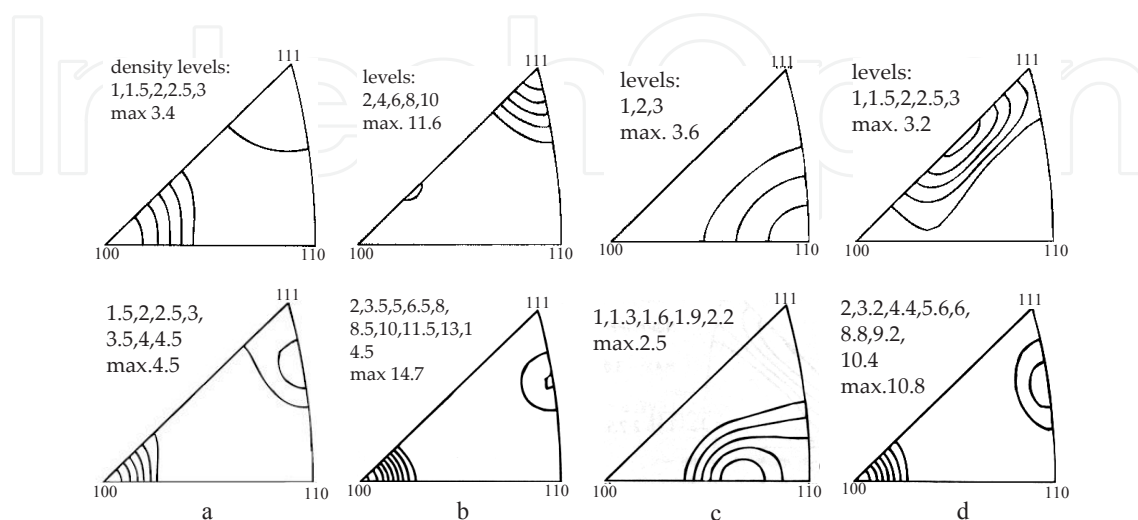 IntechOpen
111
density levels:
1,1.5,2,2.5,3
max 3.4
100
110
111
levels:
2,4,6,8,10
max. 11.6
100
110
111
levels:
1,2,3
max. 3.6
100
110
111
levels:
1,1.5,2,2.5,3
max. 3.2
100
110
111
1.5,2,2.5,3,
3.5,4,4.5
max.4.5
100
110
a
111
2,3.5,5,6.5,8,
8.5,10,11.5,13,1
4.5
max 14.7
100
110
b
111
1,1.3,1.6,1.9,2.2
max.2.5
100
110
c
111
2,3.2,4.4,5.6,6,
8.8,9.2,
10.4
max.10.8
100
110
d